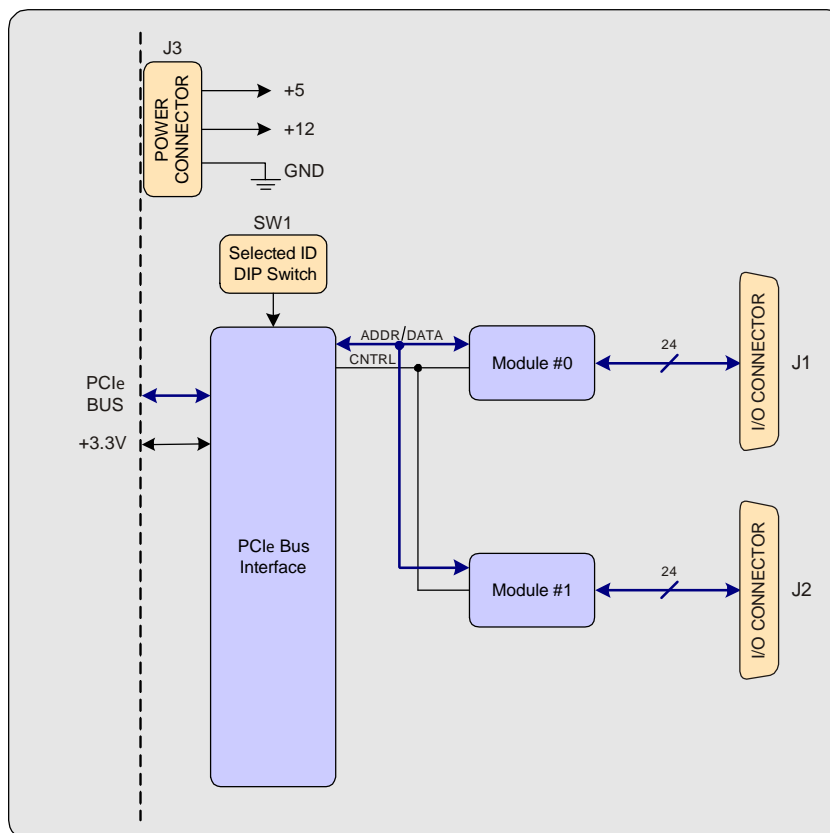 J3
POWER
CONNECTOR
+5
+12
GND
SW1
Selected ID
DIP Switch
ADDR/DATA
CNTRL
Module #0
24
I/O CONNECTOR
J1
PCIe
BUS
+3.3V
PCIe Bus
Interface
Module #1
24
I/O CONNECTOR
J2